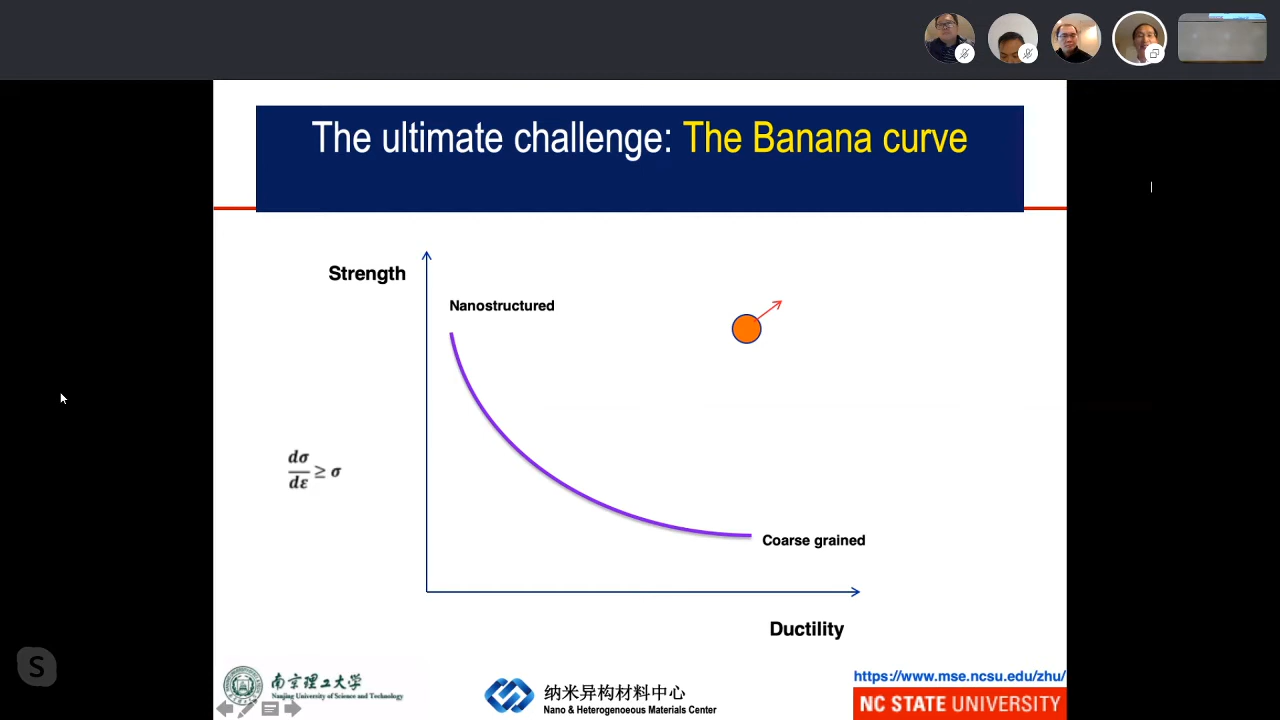 The ultimate challenge: The Banana curve
Strength
Nanostructured
dσ
dε
≥ σ
Coarse grained
Ductility
南京理工大学
Nanjing University of Science and Technology
纳米异构材料中心
Nano & Heterogenoeous Materials Center
https://www.mse.ncsu.edu/zhu/
NC STATE UNIVERSITY
S